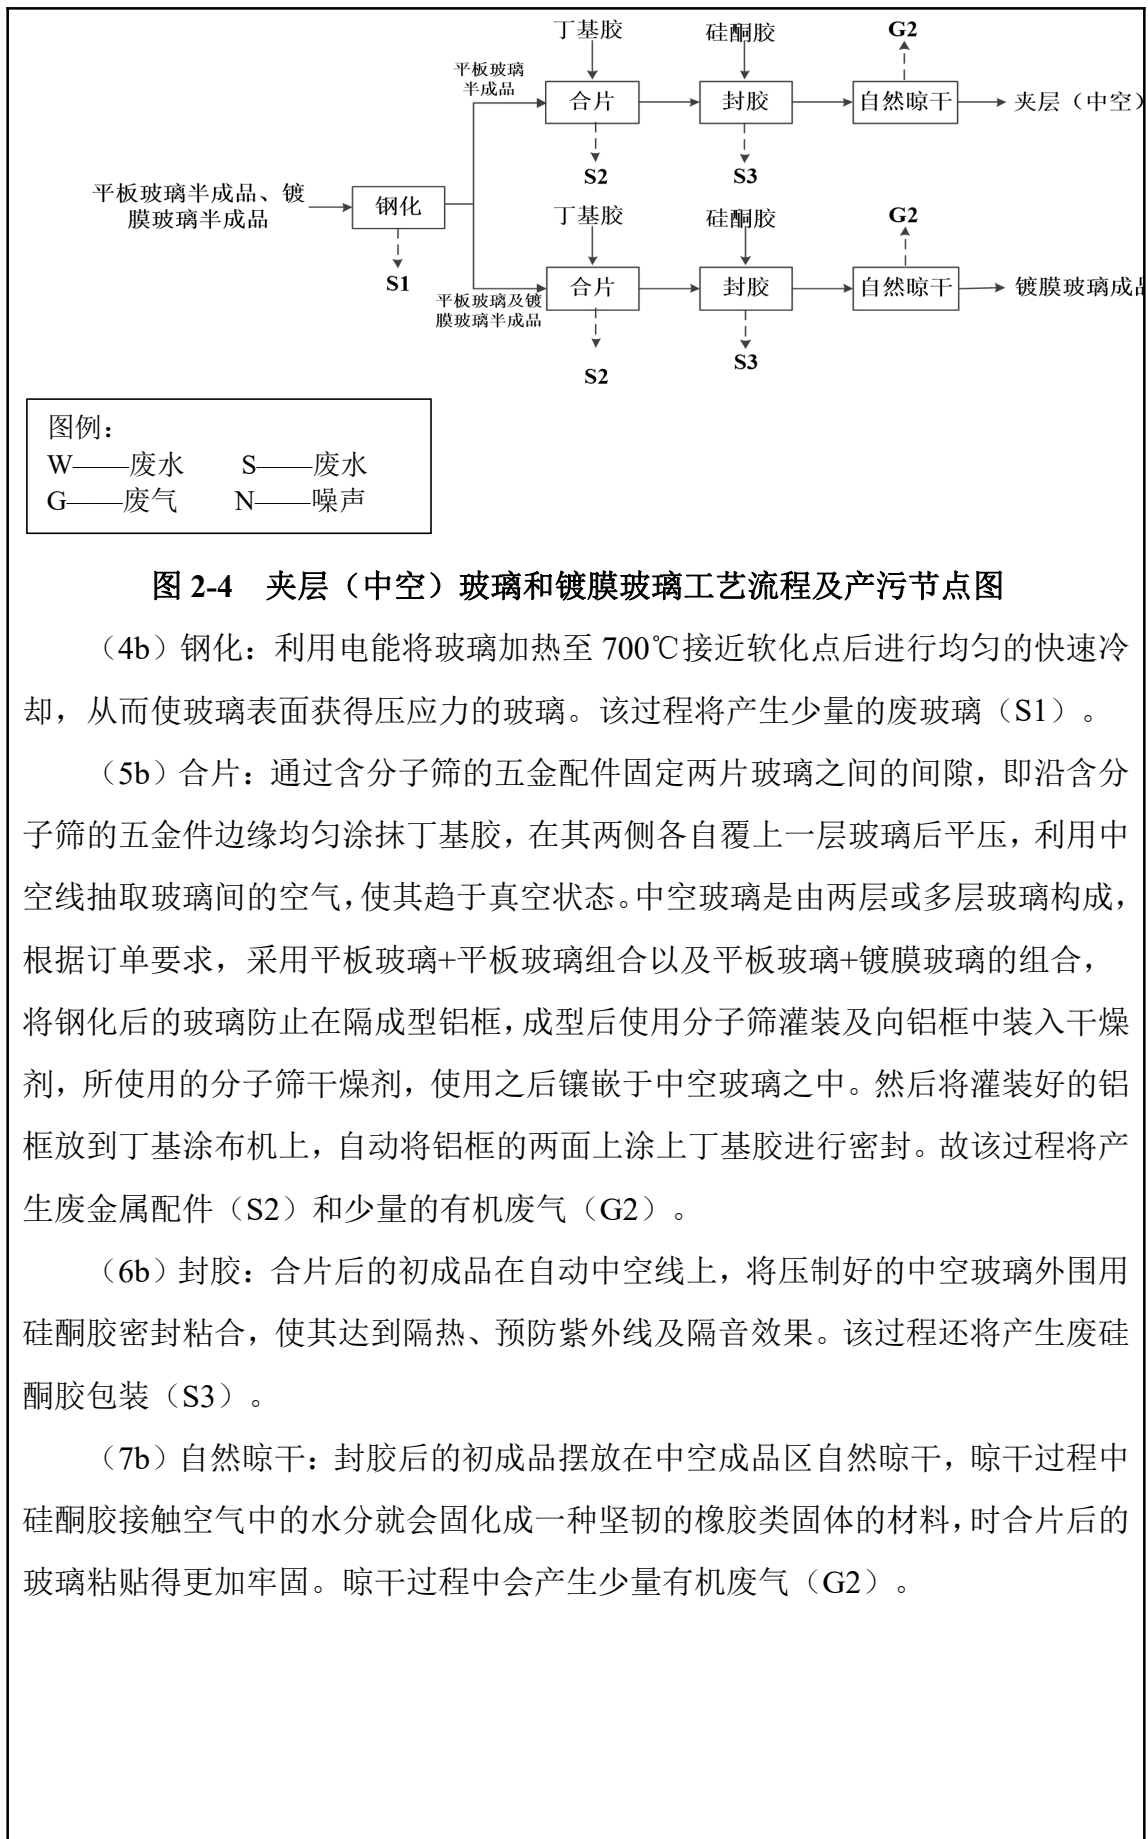 丁基胶
硅酮胶
G2
平板玻璃
半成品
合片
封胶
自然晾干
夹层（中空）
S2
S3
平板玻璃半成品、镀
膜玻璃半成品
钢化
S1
丁基胶
硅酮胶
G2
平板玻璃及镀
膜玻璃半成品
合片
封胶
自然晾干
镀膜玻璃成品
S2
S3
图例：
W——废水 S——废水
G——废气 N——噪声
图 2-4 夹层（中空）玻璃和镀膜玻璃工艺流程及产污节点图
（4b）钢化：利用电能将玻璃加热至 700℃接近软化点后进行均匀的快速冷
却，从而使玻璃表面获得压应力的玻璃。该过程将产生少量的废玻璃（S1）。
（5b）合片：通过含分子筛的五金配件固定两片玻璃之间的间隙，即沿含分
子筛的五金件边缘均匀涂抹丁基胶，在其两侧各自覆上一层玻璃后平压，利用中
空线抽取玻璃间的空气，使其趋于真空状态。中空玻璃是由两层或多层玻璃构成，
根据订单要求，采用平板玻璃+平板玻璃组合以及平板玻璃+镀膜玻璃的组合，
将钢化后的玻璃防止在隔成型铝框，成型后使用分子筛灌装及向铝框中装入干燥
剂，所使用的分子筛干燥剂，使用之后镶嵌于中空玻璃之中。然后将灌装好的铝
框放到丁基涂布机上，自动将铝框的两面上涂上丁基胶进行密封。故该过程将产
生废金属配件（S2）和少量的有机废气（G2）。
（6b）封胶：合片后的初成品在自动中空线上，将压制好的中空玻璃外围用
硅酮胶密封粘合，使其达到隔热、预防紫外线及隔音效果。该过程还将产生废硅
酮胶包装（S3）。
（7b）自然晾干：封胶后的初成品摆放在中空成品区自然晾干，晾干过程中
硅酮胶接触空气中的水分就会固化成一种坚韧的橡胶类固体的材料，时合片后的
玻璃粘贴得更加牢固。晾干过程中会产生少量有机废气（G2）。